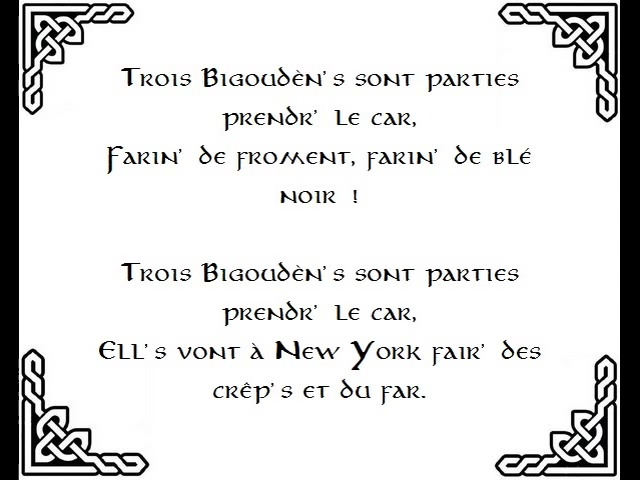 Trois Bigoudèn's sont parties
prendr' le car,
Farin' de froment, farin' de blé
noir !
Trois Bigoudèn's sont parties
prendr' le car,
Ell's vont à New York fair' des
crêp's et du far.